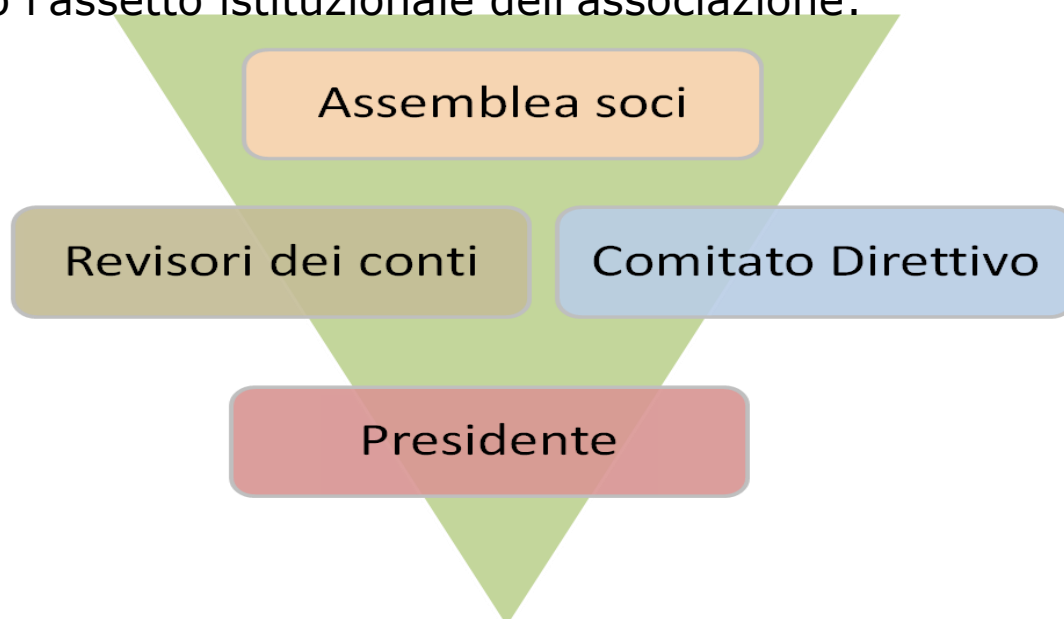 l'assetto istituzionale dell'associazione:
Assemblea soci
Revisori dei conti
Comitato Direttivo
Presidente